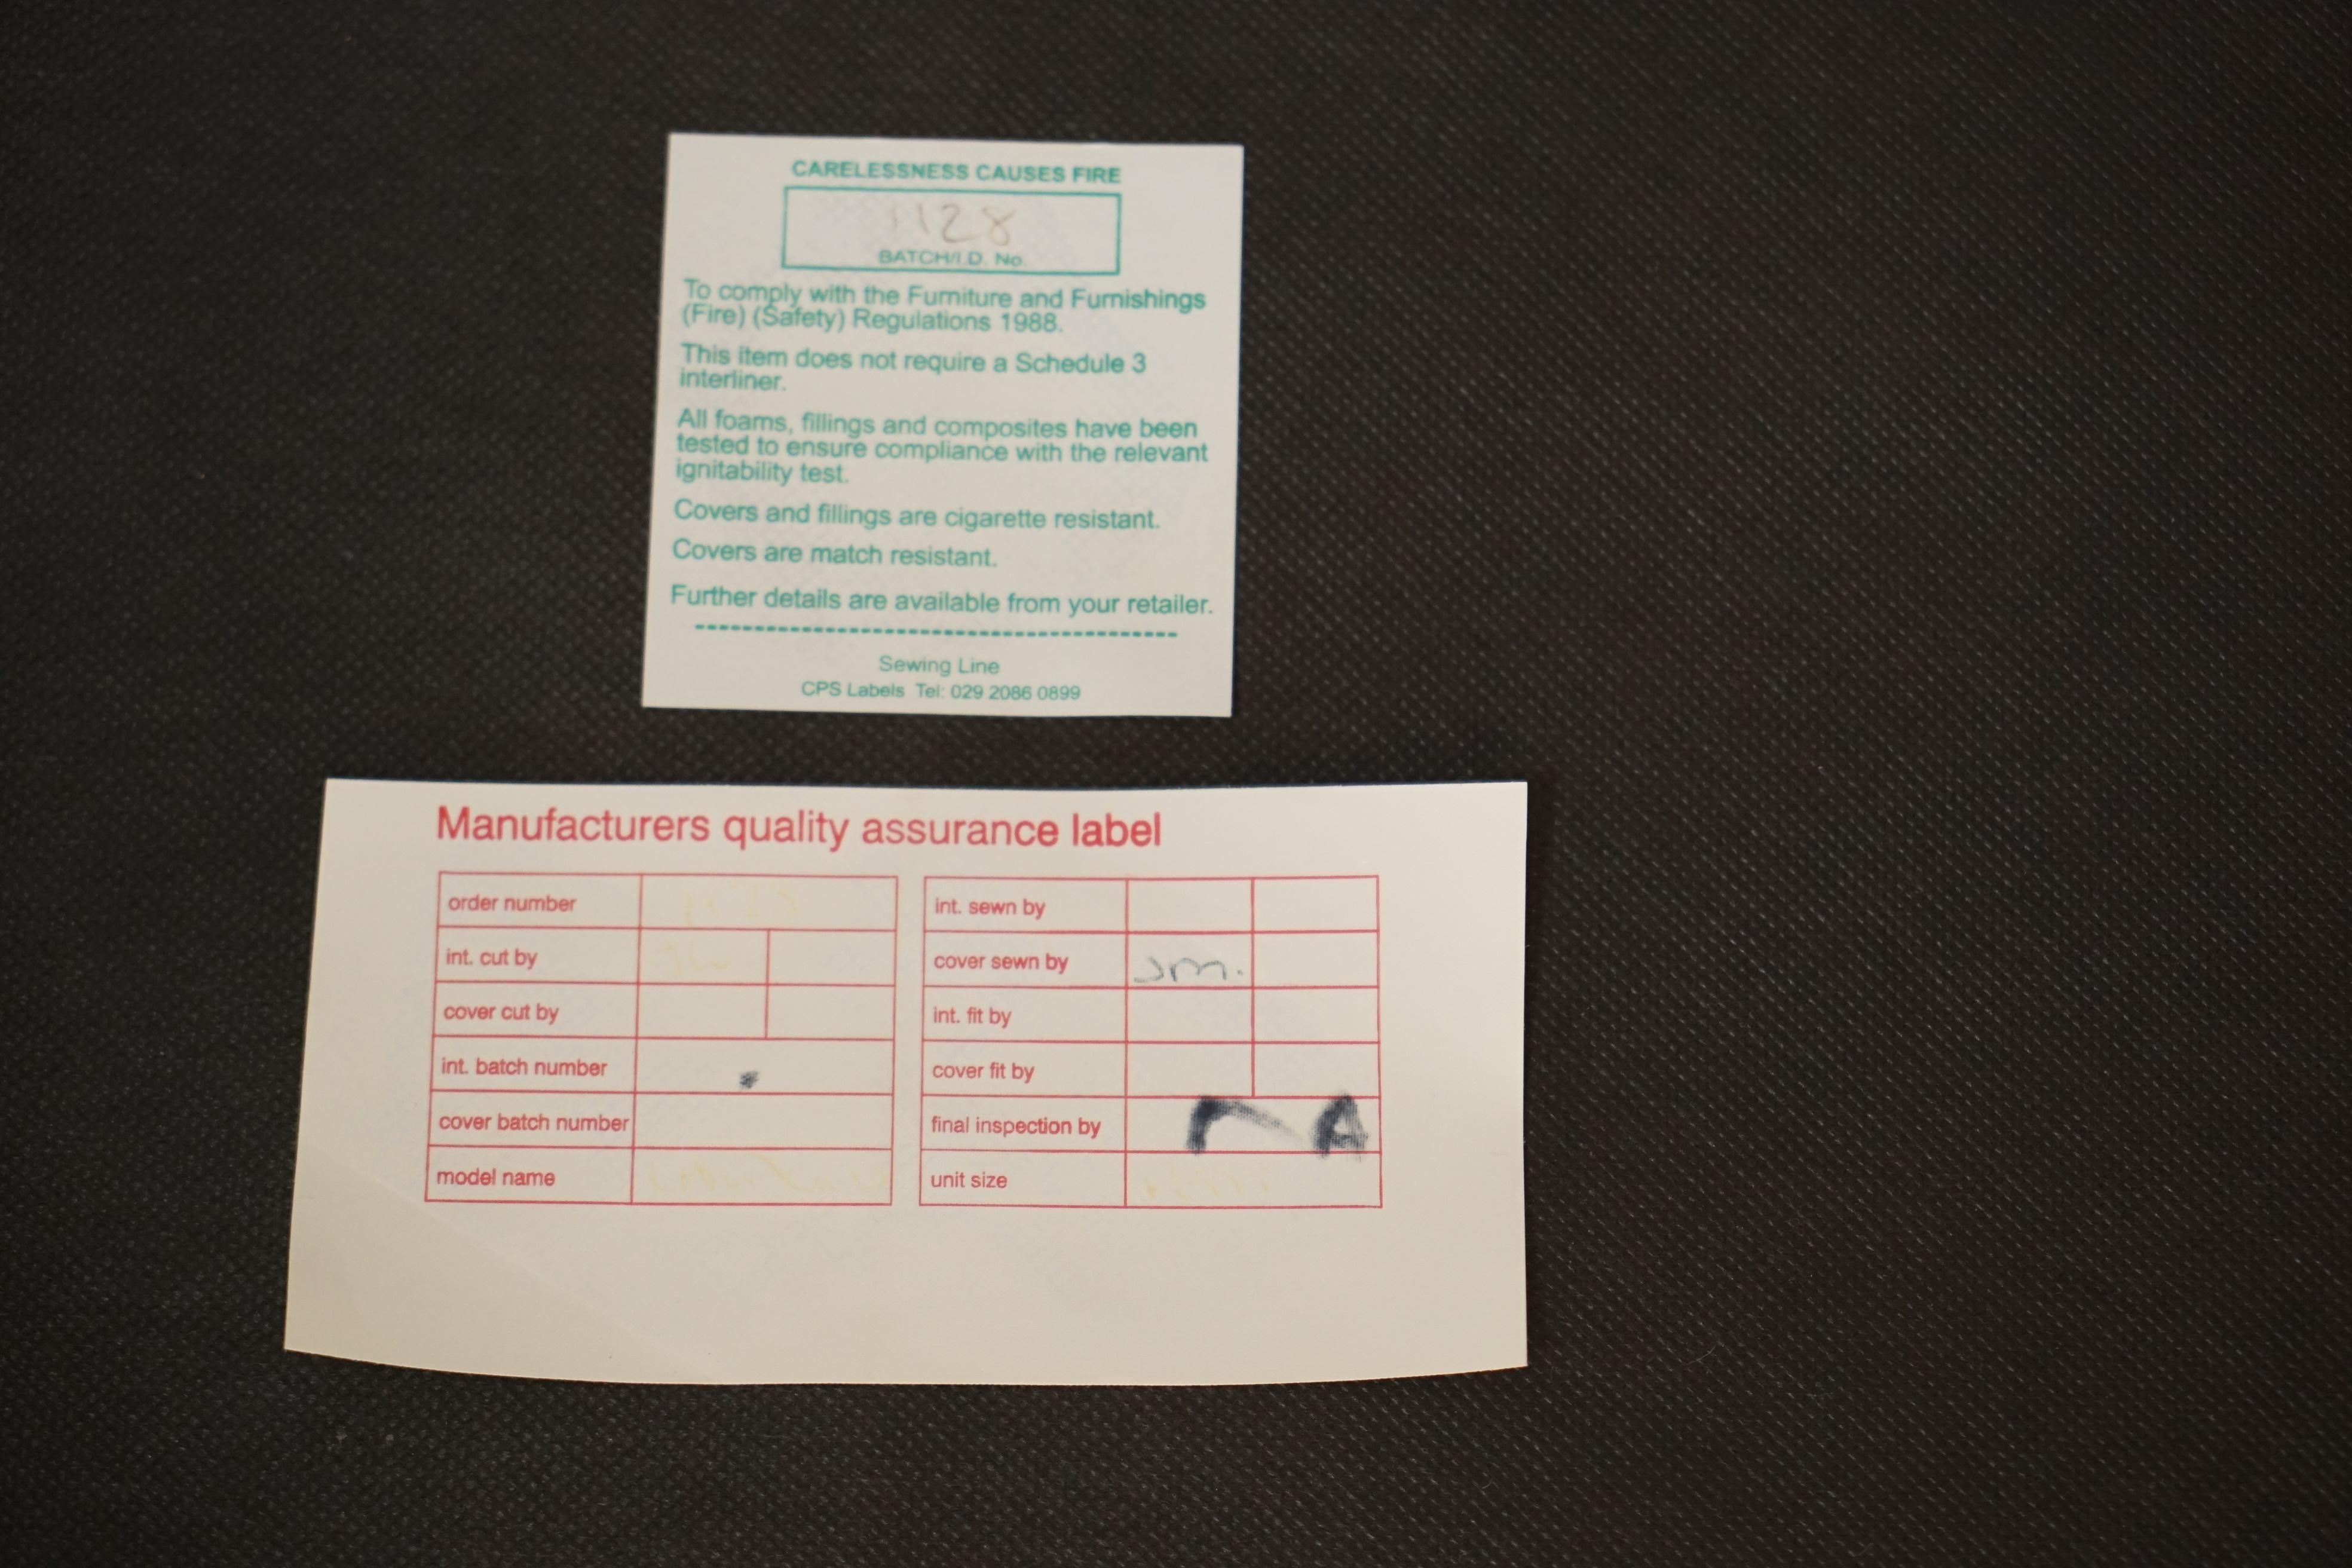 CARELESSNESS CAUSES FIRE
1128
BATCH/I.D. No.
To comply with the Furniture and Furnishings
(Fire) (Safety) Regulations 1988.
This item does not require a Schedule 3
interliner.
All foams, fillings and composites have been
tested to ensure compliance with the relevant
ignitability test.
Covers and fillings are cigarette resistant.
Covers are match resistant.
Further details are available from your retailer.
Sewing Line
CPS Labels Tel: 029 2086 0899
Manufacturers quality assurance label
order number
int. cut by
cover cut by
int. batch number
cover batch number
model name
int. sewn by
cover sewn by Jm.
int. fit by
cover fit by
final inspection by
unit size